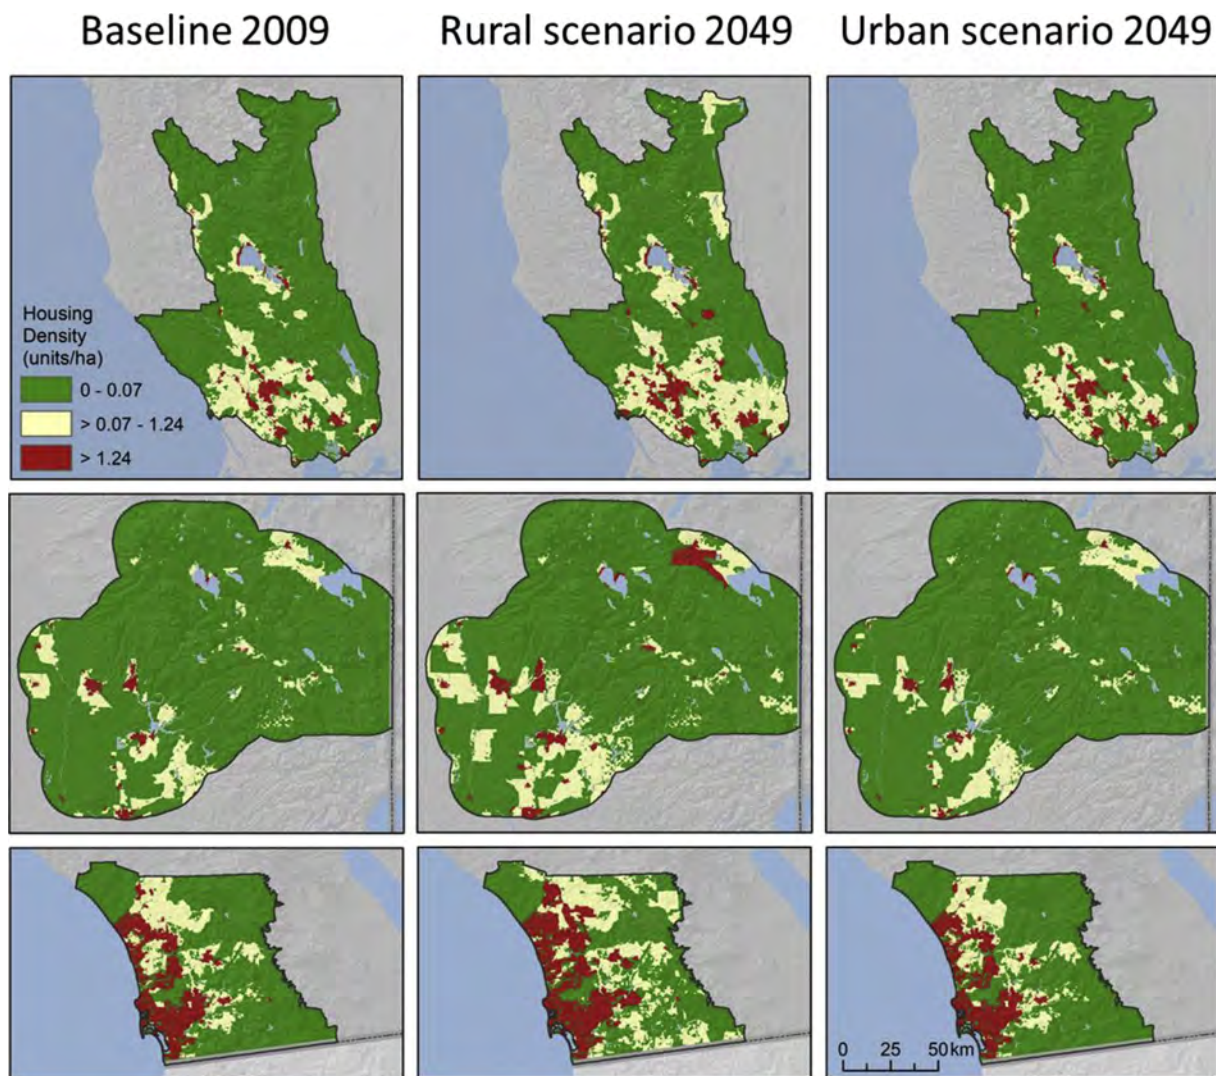 Baseline 2009
Rural scenario 2049
Urban scenario 2049
Housing
Density
(units/ha)
0 - 0.07
> 0.07 - 1.24
> 1.24
0 25 50 km